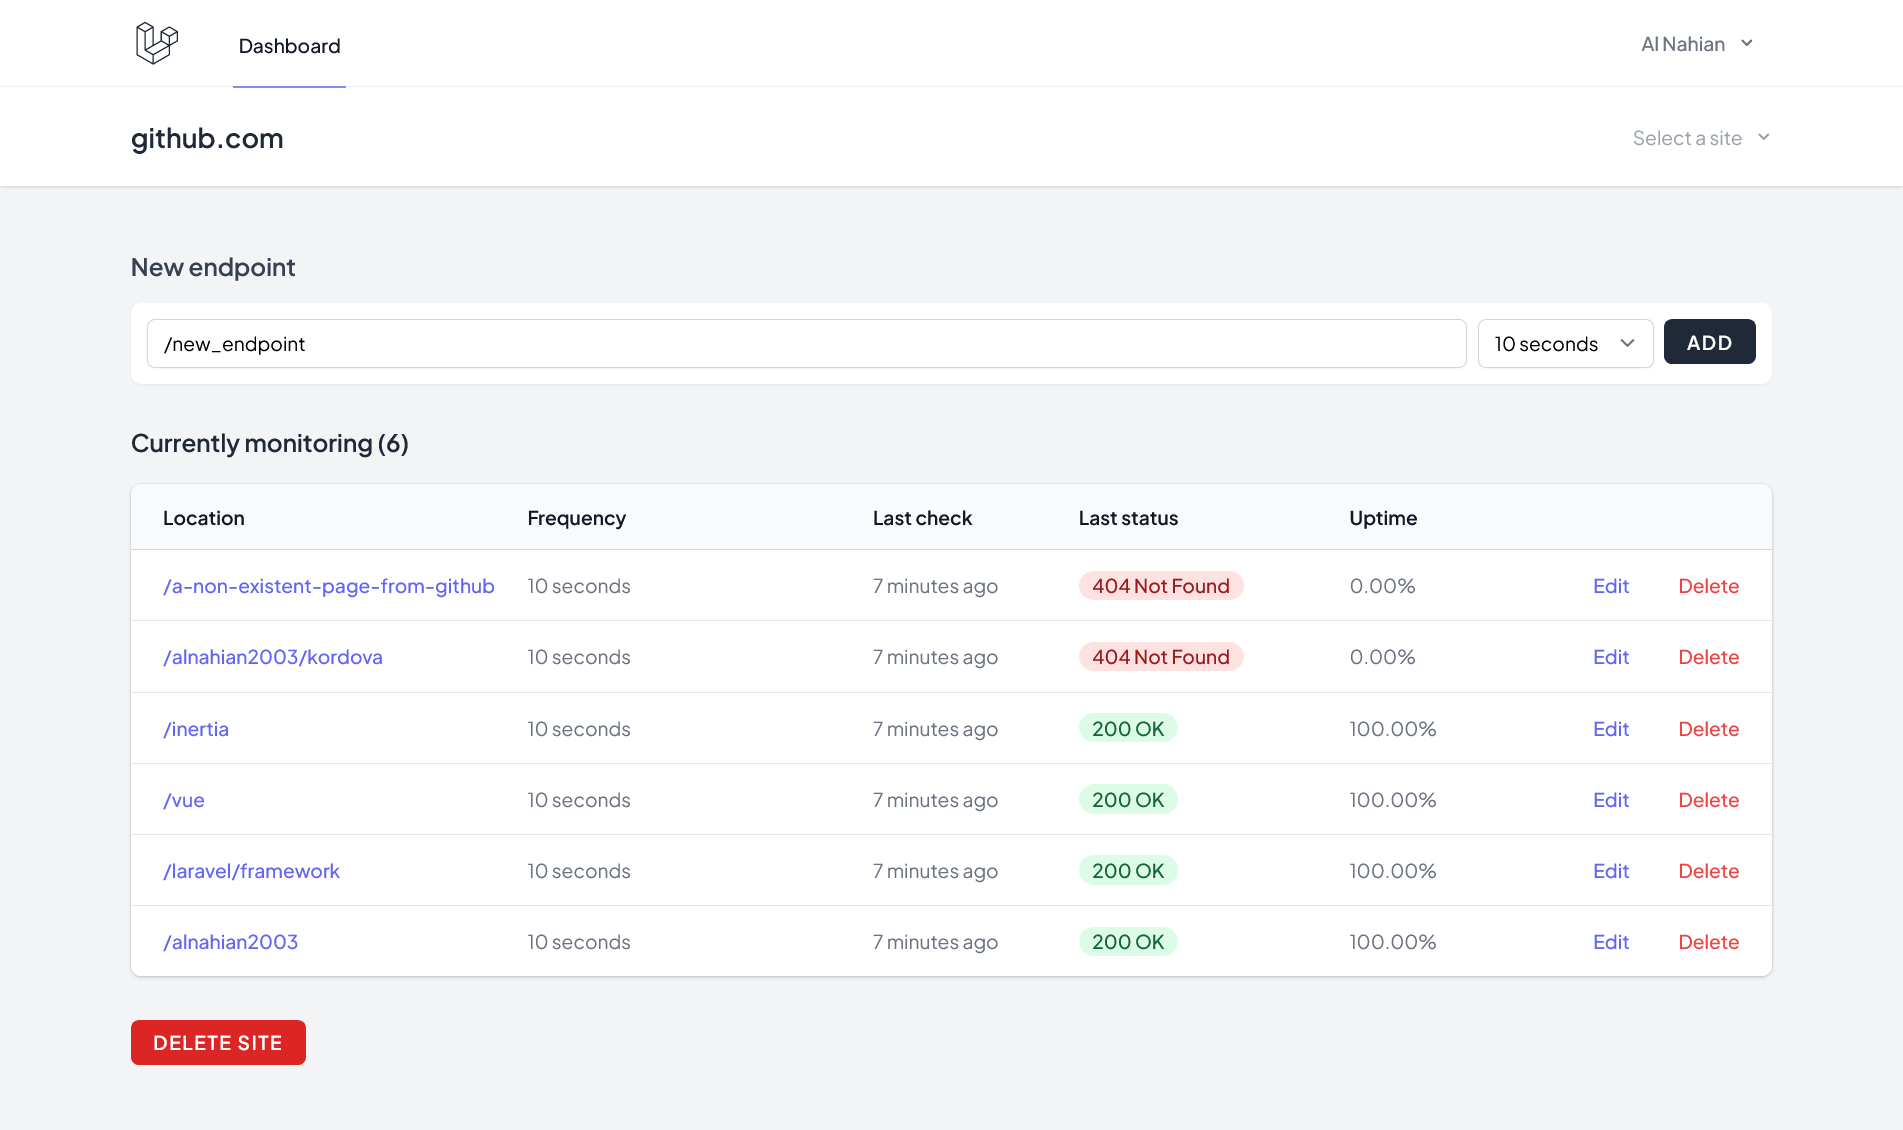 Dashboard
Al Nahian
github.com
Select a site
New endpoint
/new_endpoint
10 seconds
ADD
Currently monitoring (6)
Location Frequency Last check Last status Uptime
/a-non-existent-page-from-github 10 seconds 7 minutes ago 404 Not Found 0.00% Edit Delete
/alnahian2003/kordova 10 seconds 7 minutes ago 404 Not Found 0.00% Edit Delete
/inertia 10 seconds 7 minutes ago 200 OK 100.00% Edit Delete
/vue 10 seconds 7 minutes ago 200 OK 100.00% Edit Delete
/laravel/framework 10 seconds 7 minutes ago 200 OK 100.00% Edit Delete
/alnahian2003 10 seconds 7 minutes ago 200 OK 100.00% Edit Delete
DELETE SITE